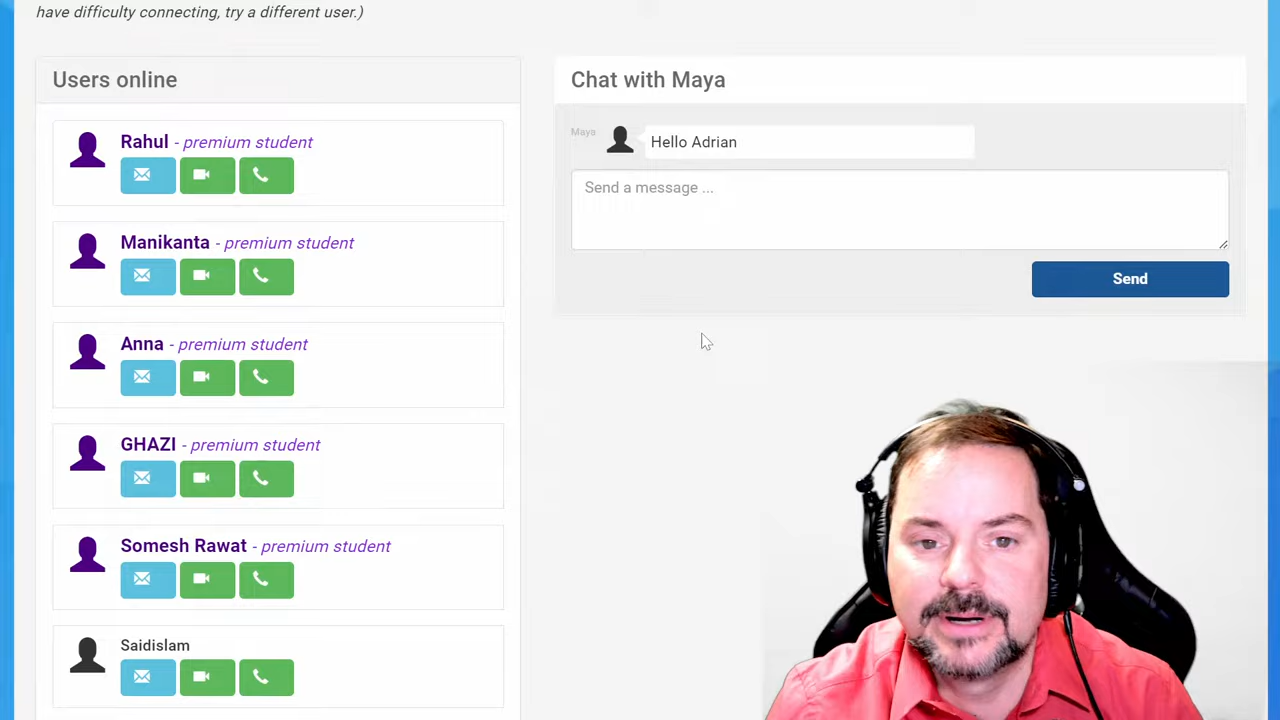 have difficulty connecting, try a different user.)
Users online
Rahul - premium student
Manikanta - premium student
Anna - premium student
GHAZI - premium student
Somesh Rawat - premium student
Saidislam
Chat with Maya
Maya
Hello Adrian
Send a message ...
Send